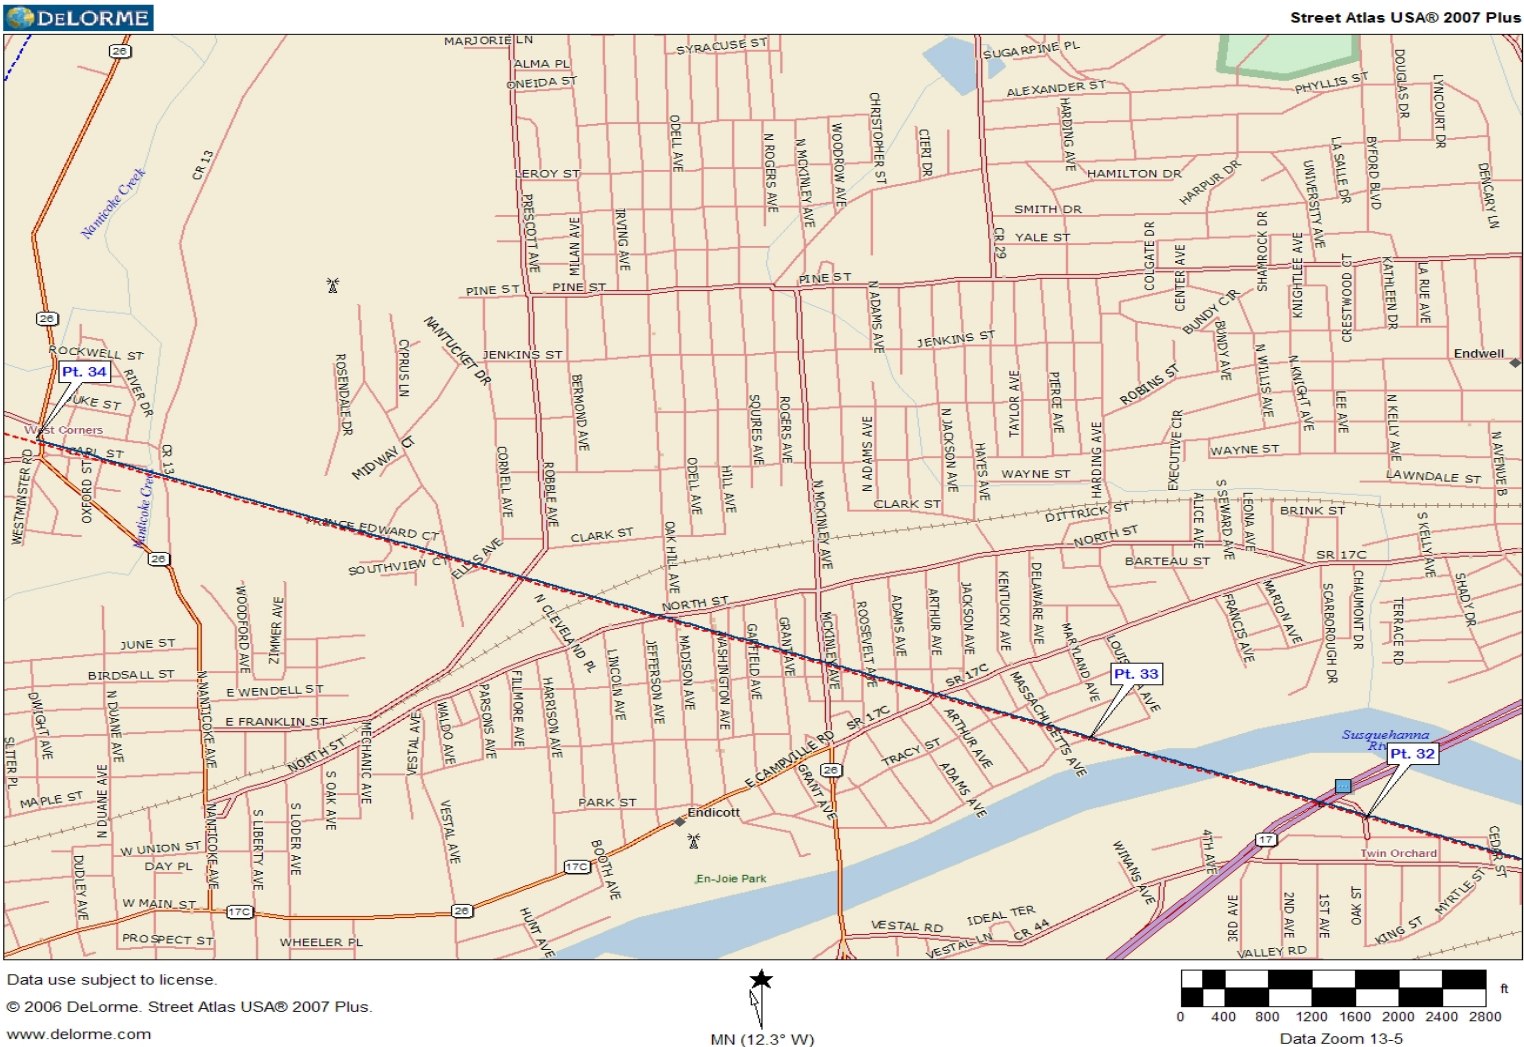 DELORME
Street Atlas USA® 2007 Plus
MARJORIE LN
SYRACUSE ST
SUGARPINE PL
26
ALMA PL
ONEIDA ST
ALEXANDER ST
PHYLLIS ST
DOUGLAS DR
LYNCOURT DR
CHRISTOPHER ST
HARDING AVE
ODELL AVE
N ROGERS AVE
N MCKINLEY AVE
WOODROW AVE
CIERI DR
LA SALLE DR
BYFORD BLVD
CR 13
Nanticoke Creek
LEROY ST
HAMILTON DR
HARPUR DR
UNIVERSITY AVE
DENCARY LN
PRESCOTT AVE
MILAN AVE
IRVING AVE
SMITH DR
YALE ST
CR 29
COLGATE DR
CENTER AVE
SHAMROCK DR
KNIGHTLEE AVE
CRESTWOOD CT
KATHLEEN DR
LA RUE AVE
PINE ST
PINE ST
PINE ST
N ADAMS AVE
BUNDY CIR
26
NANTUCKET DR
JENKINS ST
JENKINS ST
BUNDY AVE
Endwell
ROCKWELL ST
Pt. 34
RIVER DR
ROSENDALE DR
CYPRUS LN
BERMOND AVE
SQUIRES AVE
ROGERS AVE
N ADAMS AVE
N JACKSON AVE
HAYES AVE
TAYLOR AVE
PIERCE AVE
ROBINS ST
N WILLIS AVE
N KNIGHT AVE
LEE AVE
N KELLY AVE
DUKE ST
West Corners
CARL ST
CR 13
MIDWAY CT
HARDING AVE
EXECUTIVE CIR
WAYNE ST
WAYNE ST
N AVENUE B
LAWNDALE ST
WESTMINSTER RD
OXFORD ST
Nanticoke Creek
CORNELL AVE
ROBBLE AVE
ODELL AVE
HILL AVE
N MCKINLEY AVE
CLARK ST
CLARK ST
DITTRICK ST
ALICE AVE
S SEWARD AVE
LEONA AVE
BRINK ST
S KELLY AVE
PRINCE EDWARD CT
SOUTHVIEW CT
ELLIS AVE
OAK HILL AVE
NORTH ST
BARTEAU ST
SR 17C
26
NORTH ST
WOODFORD AVE
ZIMMER AVE
N CLEVELAND PL
MCKINLEY AVE
ROOSEVELT AVE
ADAMS AVE
ARTHUR AVE
JACKSON AVE
KENTUCKY AVE
DELAWARE AVE
MARYLAND AVE
FRANCIS AVE
MARION AVE
SCARBOROUGH DR
CHAUMONT DR
TERRACE RD
SHADY DR
JUNE ST
BIRDSALL ST
LINCOLN AVE
JEFFERSON AVE
MADISON AVE
WASHINGTON AVE
GARFIELD AVE
GRANT AVE
SR 17C
MASSACHUSETTS AVE
Pt. 33
DWIGHT AVE
N DUANE AVE
N NANTICOKE AVE
E WENDELL ST
E FRANKLIN ST
NORTH ST
MECHANIC AVE
VESTAL AVE
WALDO AVE
PARSONS AVE
FILLMORE AVE
HARRISON AVE
SR 17C
TRACY ST
ARTHUR AVE
ADAMS AVE
Susquehanna
Pt. 32
MAPLE ST
N DUANE AVE
S OAK AVE
S LODER AVE
S LIBERTY AVE
NANTICOKE AVE
VESTAL AVE
PARK ST
E CAMPVILLE RD
26
GRANT AVE
Endicott
17
Twin Orchard
4TH AVE
CEDAR ST
W UNION ST
DAY PL
DUDLEY AVE
17C
BOOTH AVE
En-Joie Park
WINANS AVE
3RD AVE
2ND AVE
1ST AVE
OAK ST
MYRTLE ST
KING ST
W MAIN ST
17C
26
HUNT AVE
PROSPECT ST
WHEELER PL
VESTAL RD
IDEAL TER
VESTAL LN
CR 44
VALLEY RD
Data use subject to license.
© 2006 DeLorme. Street Atlas USA® 2007 Plus.
www.delorme.com
MN (12.3° W)
ft
0 400 800 1200 1600 2000 2400 2800
Data Zoom 13-5